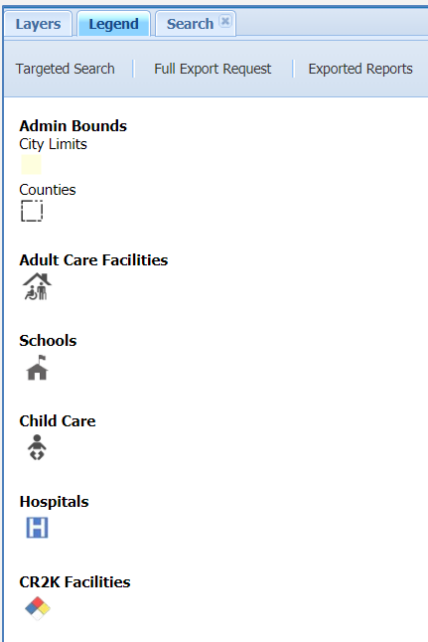 Layers Legend Search
Targeted Search Full Export Request Exported Reports
Admin Bounds
City Limits
Counties
Adult Care Facilities
Schools
Child Care
Hospitals
H
CR2K Facilities